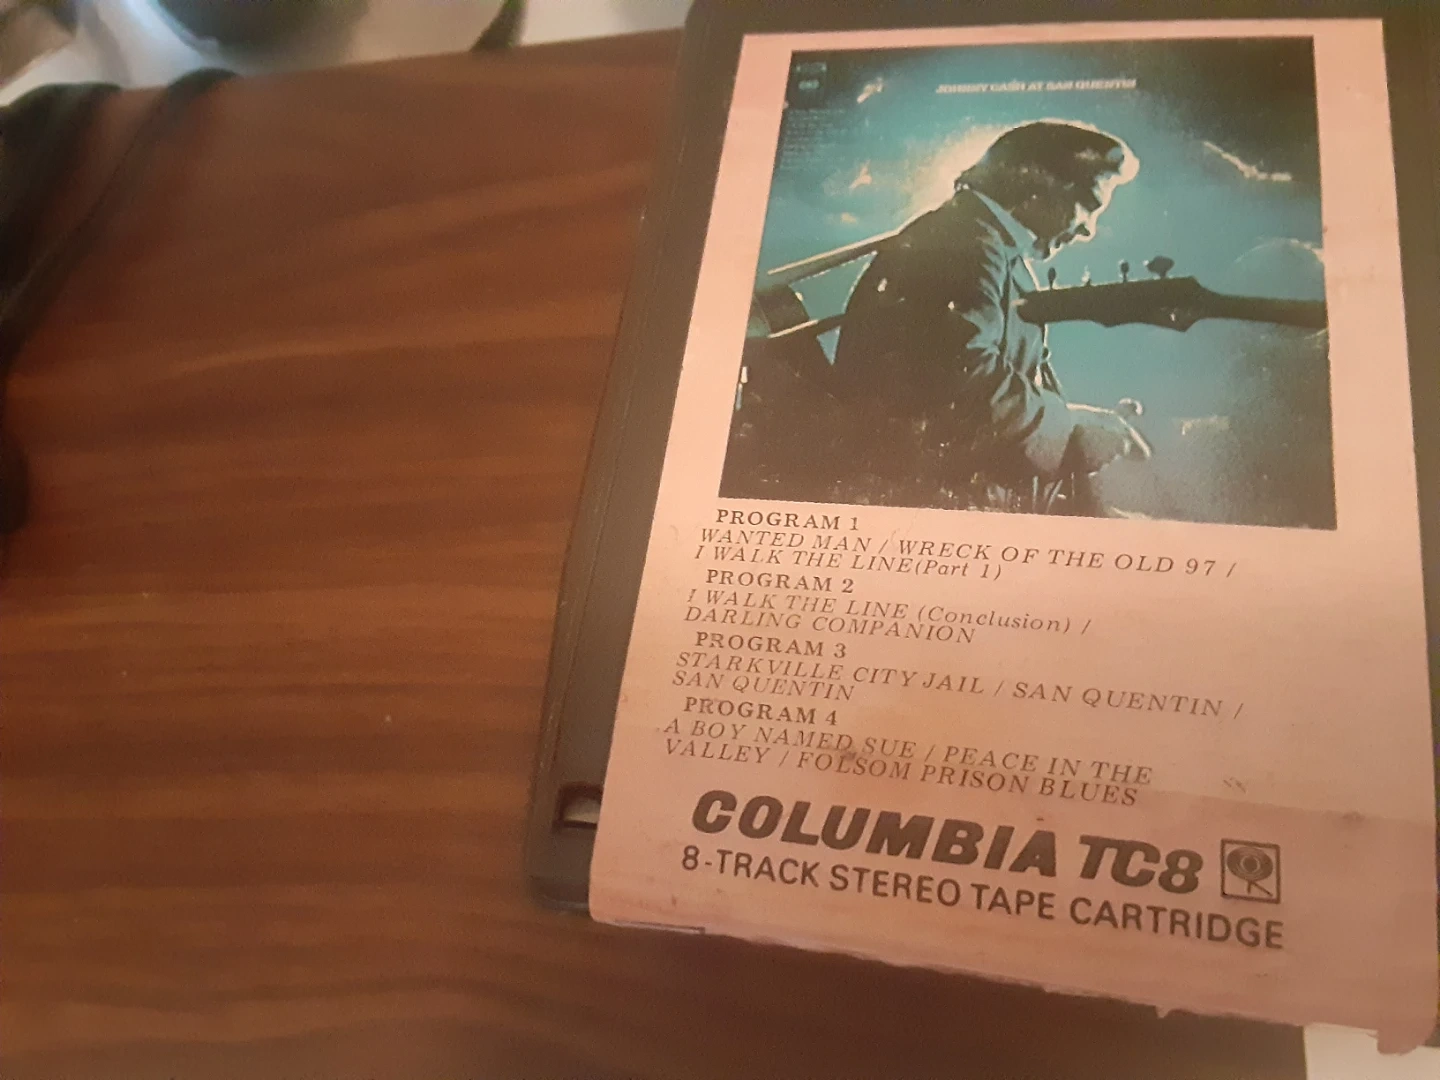 JOHNNY CASH AT SAN QUENTIN
PROGRAM 1
WANTED MAN / WRECK OF THE OLD 97 /
I WALK THE LINE(Part 1)
PROGRAM 2
I WALK THE LINE (Conclusion) /
DARLING COMPANION
PROGRAM 3
STARKVILLE CITY JAIL / SAN QUENTIN /
SAN QUENTIN
PROGRAM 4
A BOY NAMED SUE / PEACE IN THE
VALLEY / FOLSOM PRISON BLUES
COLUMBIA TC8
8-TRACK STEREO TAPE CARTRIDGE